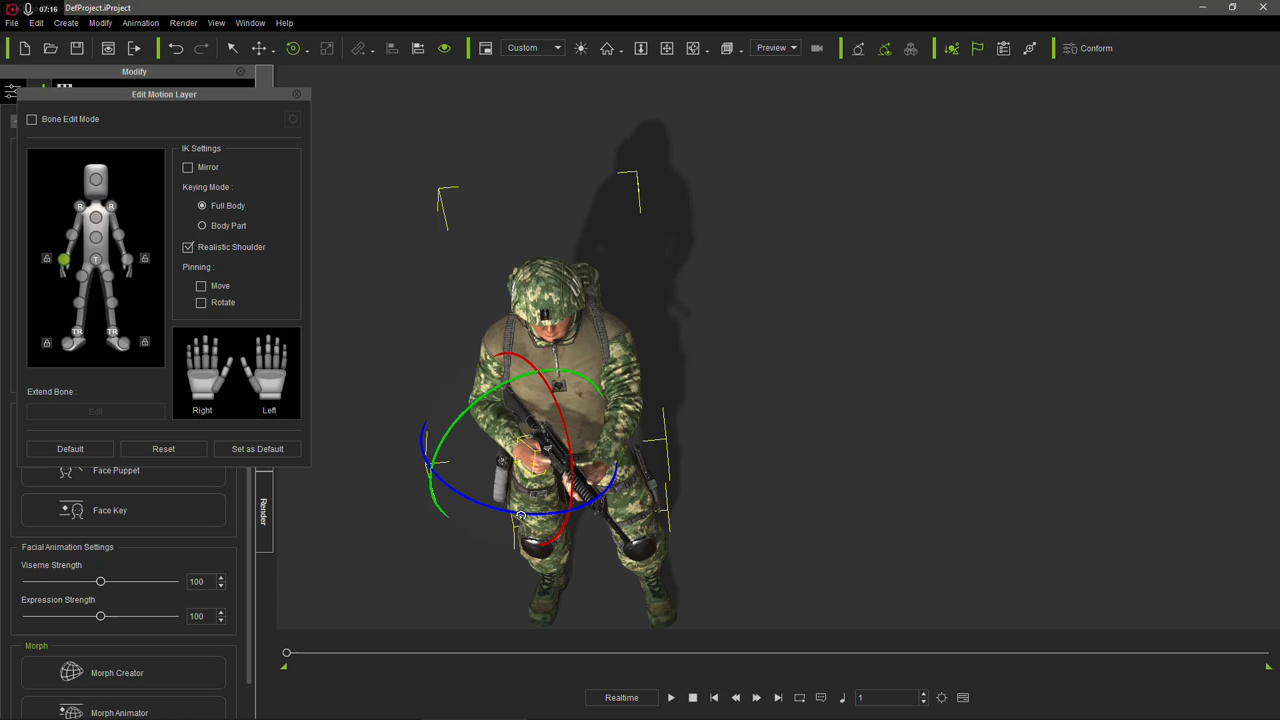 07:16
DefProject.iProject
File Edit Create Modify Animation Render View Window Help
Custom
Preview
Conform
Modify
Edit Motion Layer
Bone Edit Mode
IK Settings
Mirror
Keying Mode :
Full Body
Body Part
Realistic Shoulder
Pinning :
Move
Rotate
R R
T
TR TR
Right Left
Extend Bone :
Edit
Default Reset Set as Default
Face Puppet
Face Key
Render
Facial Animation Settings
Viseme Strength
100
Expression Strength
100
Morph
Morph Creator
Morph Animator
Realtime
1